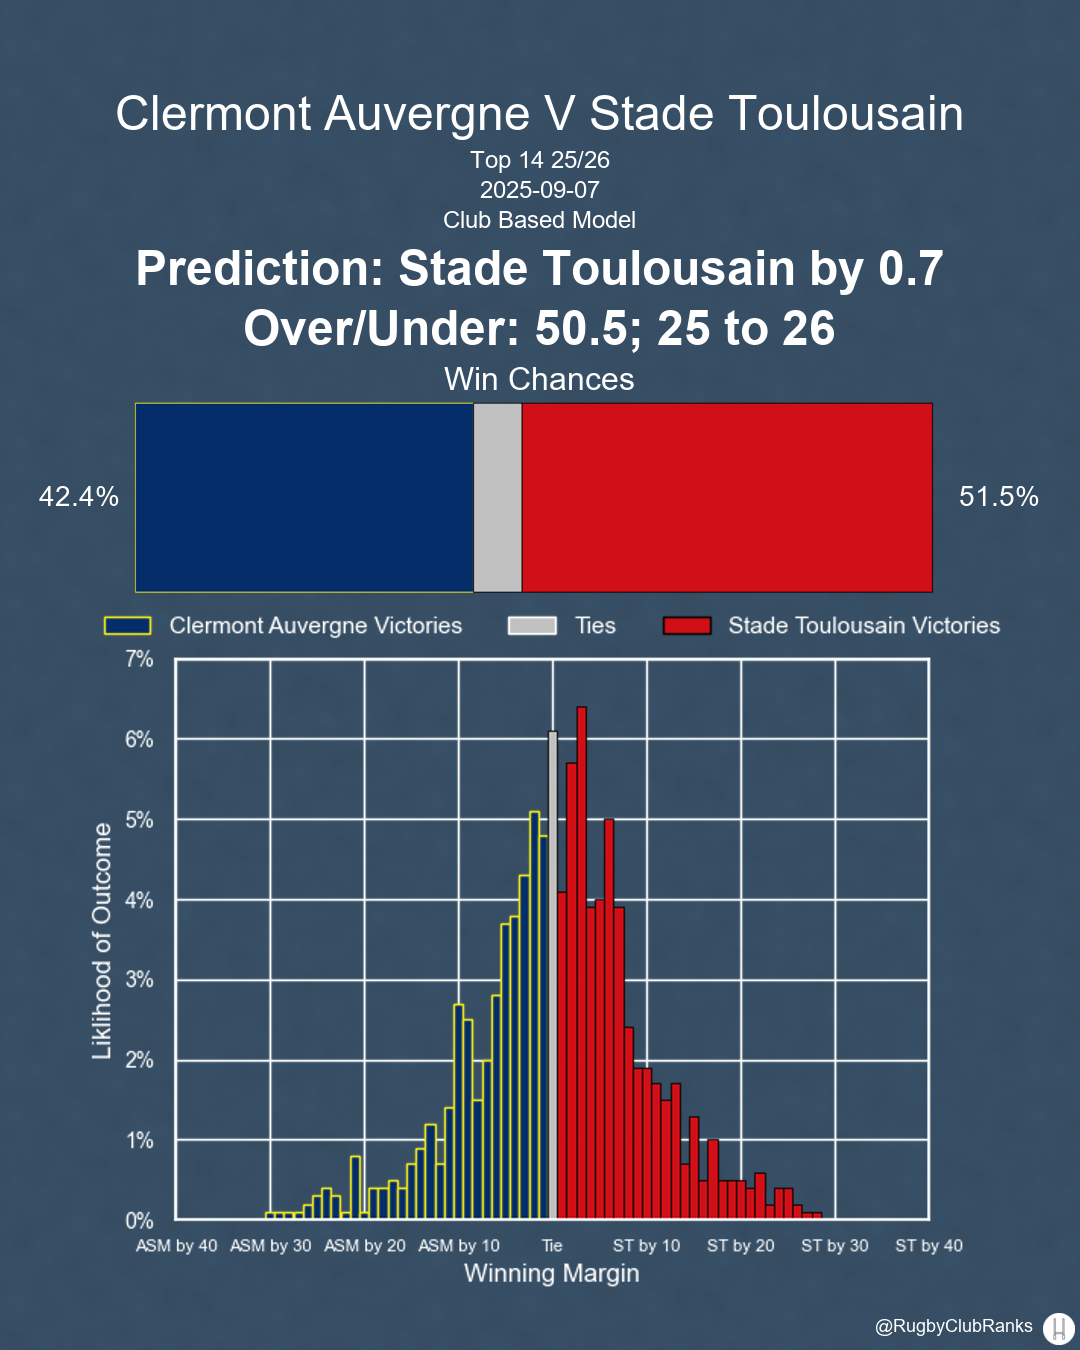 Clermont Auvergne V Stade Toulousain
Top 14 25/26
2025-09-07
Club Based Model
Prediction: Stade Toulousain by 0.7
Over/Under: 50.5; 25 to 26
Win Chances
42.4%
51.5%
Clermont Auvergne Victories
Ties
Stade Toulousain Victories
7%
6%
5%
4%
3%
2%
1%
0%
Liklihood of Outcome
ASM by 40
ASM by 30
ASM by 20
ASM by 10
Tie
ST by 10
ST by 20
ST by 30
ST by 40
Winning Margin
@RugbyClubRanks